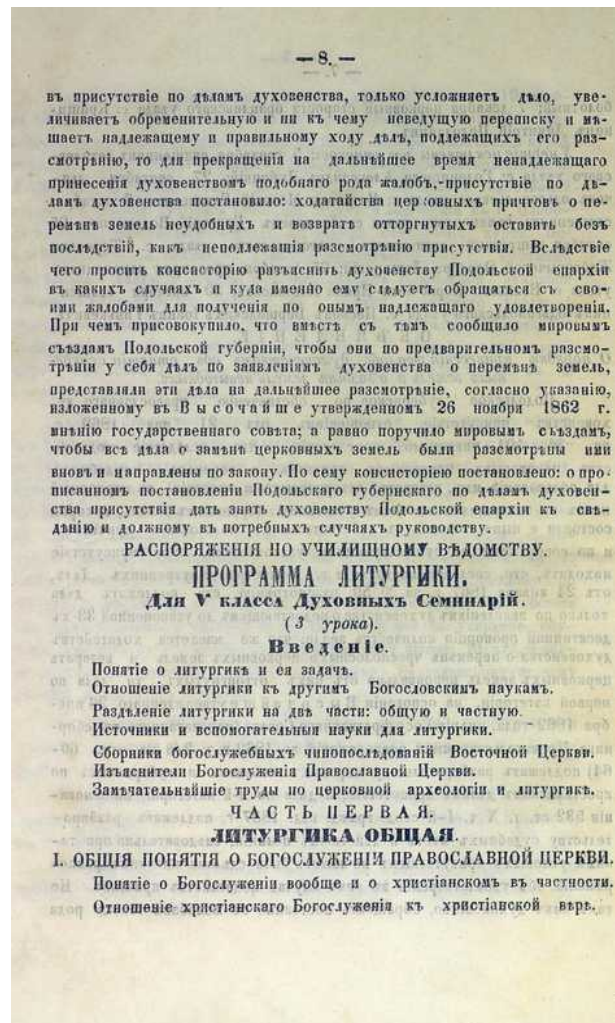 — 8. —
въ присутствіе по дѣламъ духовенства, только усложняетъ дѣло, уве-
личиваетъ обременительную и ни къ чему неведущую переписку и мѣ-
шаетъ надлежащему и правильному ходу дѣлъ, подлежащихъ его раз-
смотрѣнію, то для прекращенія на дальнѣйшее время ненадлежащаго
принесенія духовенствомъ подобнаго рода жалобъ,-присутствіе по дѣ-
ламъ духовенства постановило: ходатайства церковныхъ причтовъ о пе-
ремѣнѣ земель неудобныхъ и возвратѣ отторгнутыхъ оставить безъ
послѣдствій, какъ неподлежащія разсмотрѣнію присутствія. Вслѣдствіе
чего проситъ консисторію разъяснить духовенству Подольской епархіи
въ какихъ случаяхъ и куда именно ему слѣдуетъ обращаться съ сво-
ими жалобами для полученія по онымъ надлежащаго удовлетворенія.
При чемъ присовокупило, что вмѣстѣ съ тѣмъ сообщило мировымъ
съѣздамъ Подольской губерніи, чтобы они по предварительномъ разсмо-
трѣніи у себя дѣлъ по заявленіямъ духовенства о перемѣнѣ земель,
представляли эти дѣла на дальнѣйшее разсмотрѣніе, согласно указанію,
изложенному въ Высочайше утвержденномъ 26 ноября 1862 г.
мнѣнію государственнаго совѣта; а равно поручило мировымъ съѣздамъ,
чтобы всѣ дѣла о замѣнѣ церковныхъ земель были разсмотрѣны ими
вновь и направлены по закону. По сему консисторіею постановлено: о про-
писанномъ постановленіи Подольскаго губернскаго по дѣламъ духовен-
ства присутствія дать знать духовенству Подольской епархіи къ свѣ-
дѣнію и должному въ потребныхъ случаяхъ руководству.
РАСПОРЯЖЕНІЯ ПО УЧИЛИЩНОМУ ВѢДОМСТВУ.
ПРОГРАММА ЛИТУРГИКИ.
Для V класса Духовныхъ Семинарій.
(3 урока).
Введеніе.
Понятіе о литургикѣ и ея задачѣ.
Отношеніе литургики къ другимъ Богословскимъ наукамъ.
Раздѣленіе литургики на двѣ части: общую и частную.
Источники и вспомогательныя науки для литургики.
Сборники богослужебныхъ чинопослѣдованій Восточной Церкви.
Изъяснители Богослуженія Православной Церкви.
Замѣчательнѣйшіе труды по церковной археологіи и литургикѣ.
ЧАСТЬ ПЕРВАЯ.
ЛИТУРГИКА ОБЩАЯ.
I. ОБЩІЯ ПОНЯТІЯ О БОГОСЛУЖЕНІИ ПРАВОСЛАВНОЙ ЦЕРКВИ.
Понятіе о Богослуженіи вообще и о христіанскомъ въ частности.
Отношеніе христіанскаго Богослуженія къ христіанской вѣрѣ.